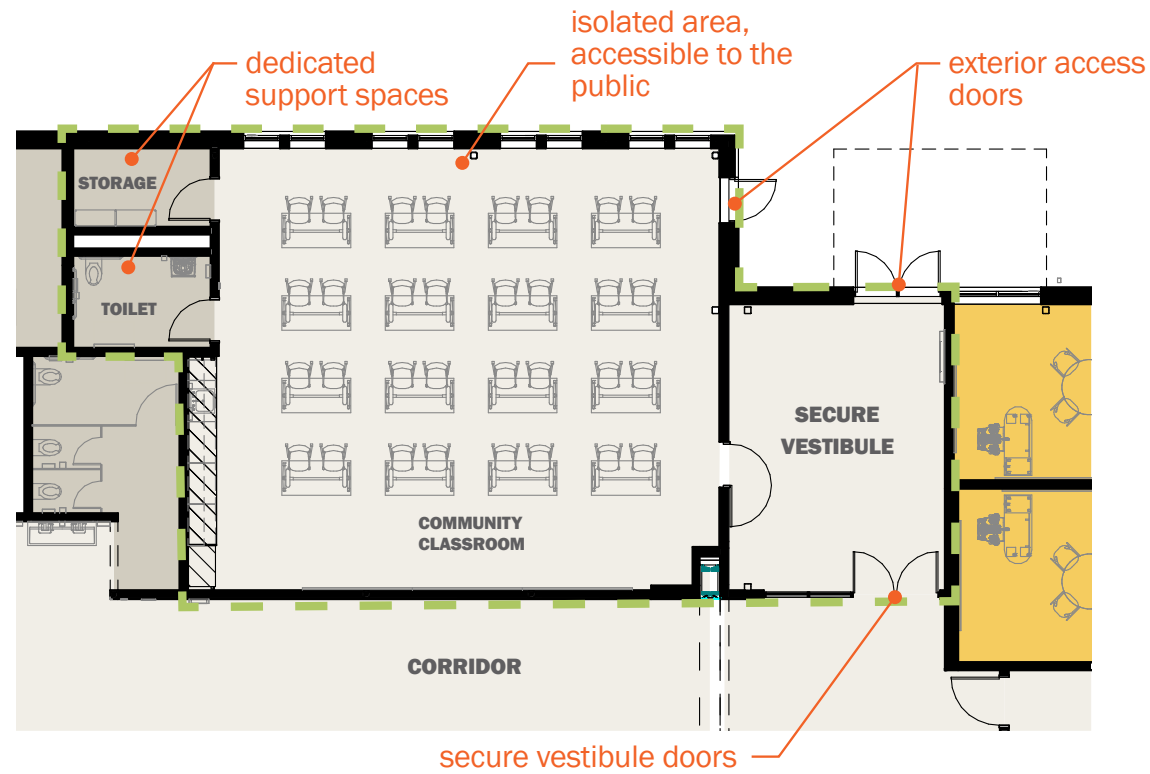 isolated area,
accessible to the
public
dedicated
support spaces
exterior access
doors
STORAGE
TOILET
SECURE
VESTIBULE
COMMUNITY
CLASSROOM
CORRIDOR
secure vestibule doors